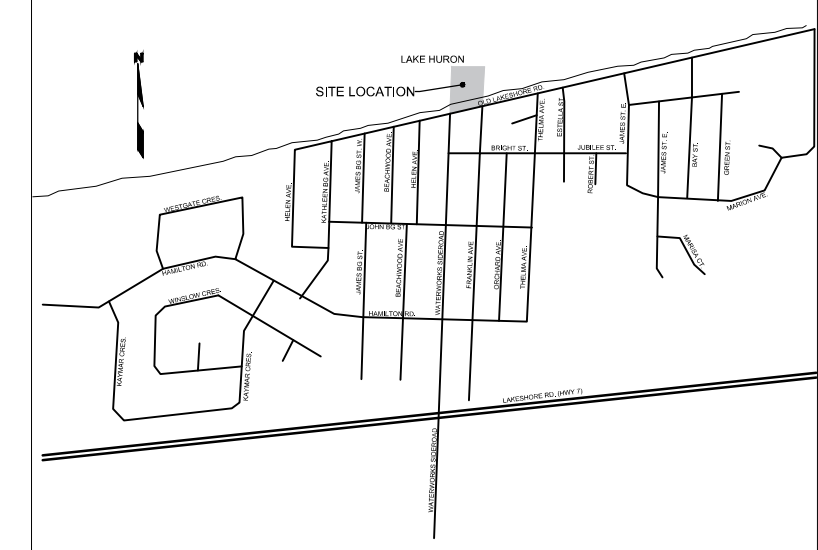 N
LAKE HURON
SITE LOCATION
OLD LAKESHORE RD.
THELMA AVE.
ESTELLA ST.
JAMES ST. E.
JAMES ST. E.
BAY ST.
GREEN ST.
BRIGHT ST.
JUBILEE ST.
ROBERT ST.
MARION AVE.
MARISA CT.
HELEN AVE.
KATHLEEN BG AVE.
JAMES BG ST. W.
BEACHWOOD AVE.
HELEN AVE.
WESTGATE CRES.
JOHN BG ST.
HAMILTON RD.
WINSLOW CRES.
JAMES BG ST.
BEACHWOOD AVE
WATERWORKS SIDEROAD
FRANKLIN AVE
ORCHARD AVE.
THELMA AVE.
HAMILTON RD.
KAYMAR CRES.
KAYMAR CRES.
LAKESHORE RD. (HWY 7)
WATERWORKS SIDEROAD